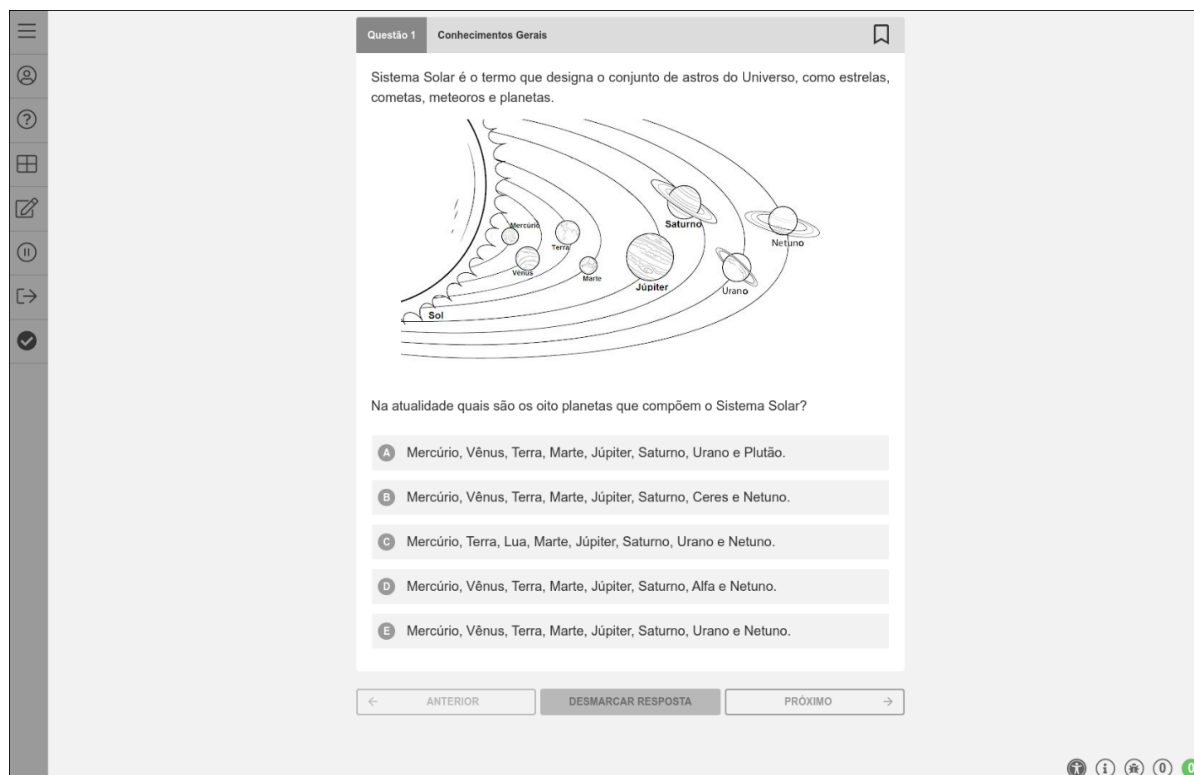 Questão 1 Conhecimentos Gerais
Sistema Solar é o termo que designa o conjunto de astros do Universo, como estrelas,
cometas, meteoros e planetas.
Saturno
Mercúrio
Netuno
Terra
Vênus
Marte
Júpiter
Urano
Sol
Na atualidade quais são os oito planetas que compõem o Sistema Solar?
A Mercúrio, Vênus, Terra, Marte, Júpiter, Saturno, Urano e Plutão.
B Mercúrio, Vênus, Terra, Marte, Júpiter, Saturno, Ceres e Netuno.
C Mercúrio, Terra, Lua, Marte, Júpiter, Saturno, Urano e Netuno.
D Mercúrio, Vênus, Terra, Marte, Júpiter, Saturno, Alfa e Netuno.
E Mercúrio, Vênus, Terra, Marte, Júpiter, Saturno, Urano e Netuno.
ANTERIOR DESMARCAR RESPOSTA PRÓXIMO
0